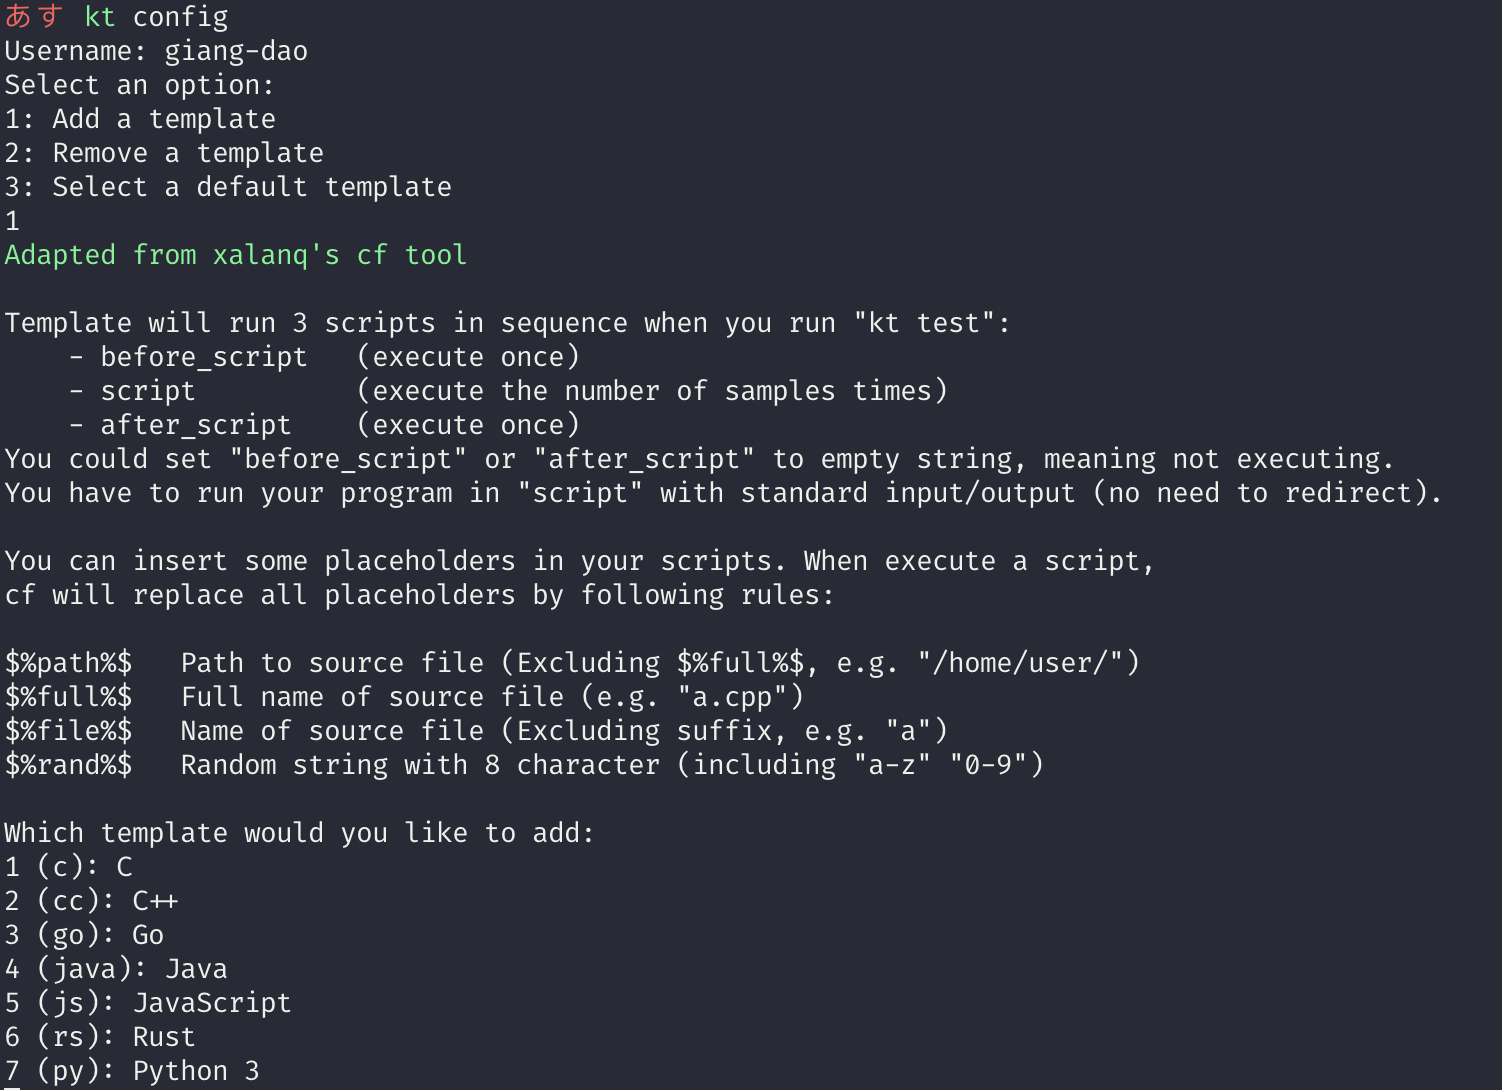 あす kt config
Username: giang-dao
Select an option:
1: Add a template
2: Remove a template
3: Select a default template
1
Adapted from xalanq's cf tool
Template will run 3 scripts in sequence when you run "kt test":
    - before_script   (execute once)
    - script          (execute the number of samples times)
    - after_script    (execute once)
You could set "before_script" or "after_script" to empty string, meaning not executing.
You have to run your program in "script" with standard input/output (no need to redirect).
You can insert some placeholders in your scripts. When execute a script,
cf will replace all placeholders by following rules:
$%path%$   Path to source file (Excluding $%full%$, e.g. "/home/user/")
$%full%$   Full name of source file (e.g. "a.cpp")
$%file%$   Name of source file (Excluding suffix, e.g. "a")
$%rand%$   Random string with 8 character (including "a-z" "0-9")
Which template would you like to add:
1 (c): C
2 (cc): C++
3 (go): Go
4 (java): Java
5 (js): JavaScript
6 (rs): Rust
7 (py): Python 3